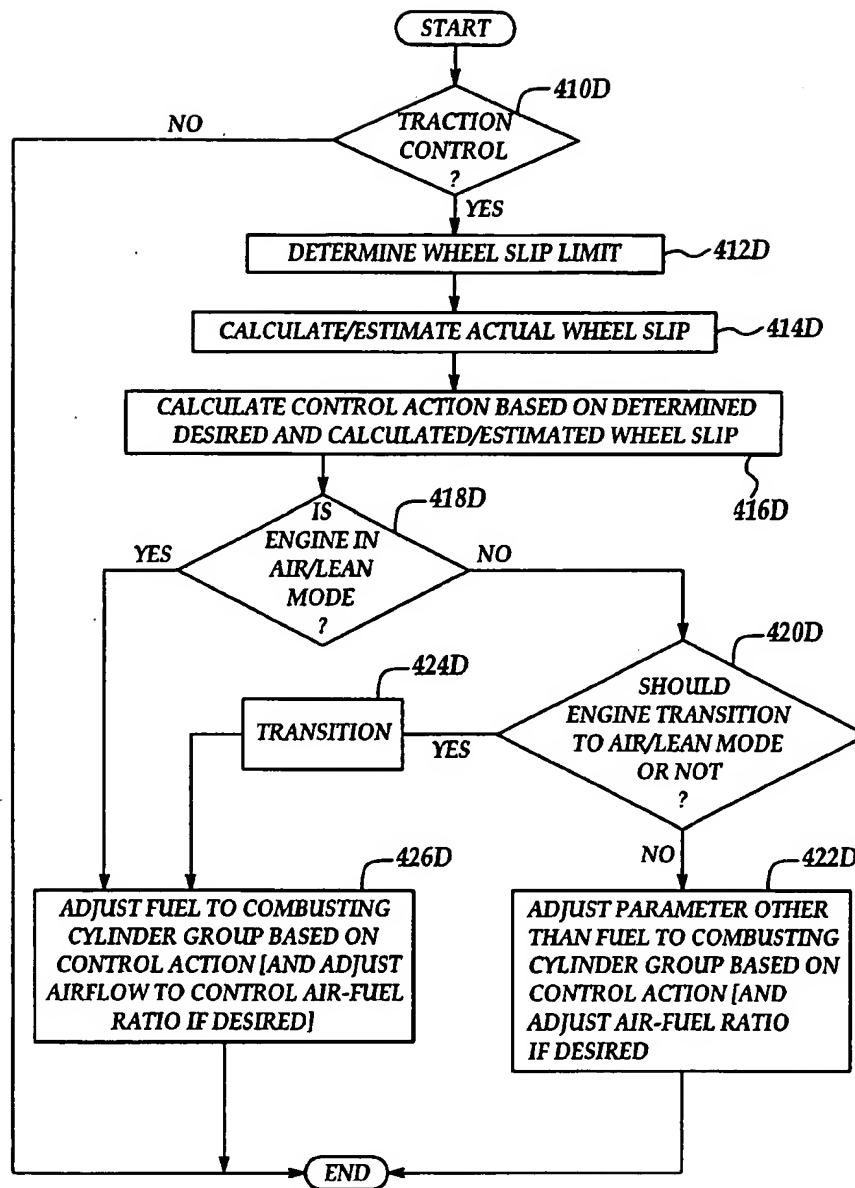 START
410D
NO
TRACTION
CONTROL
?
YES
DETERMINE WHEEL SLIP LIMIT
412D
CALCULATE/ESTIMATE ACTUAL WHEEL SLIP
414D
CALCULATE CONTROL ACTION BASED ON DETERMINED
DESIRED AND CALCULATED/ESTIMATED WHEEL SLIP
416D
418D
IS
ENGINE IN
AIR/LEAN
MODE
?
YES
NO
420D
SHOULD
ENGINE TRANSITION
TO AIR/LEAN MODE
OR NOT
?
424D
TRANSITION
YES
NO
426D
ADJUST FUEL TO COMBUSTING
CYLINDER GROUP BASED ON
CONTROL ACTION [AND ADJUST
AIRFLOW TO CONTROL AIR-FUEL
RATIO IF DESIRED]
422D
ADJUST PARAMETER OTHER
THAN FUEL TO COMBUSTING
CYLINDER GROUP BASED ON
CONTROL ACTION [AND
ADJUST AIR-FUEL RATIO
IF DESIRED
END